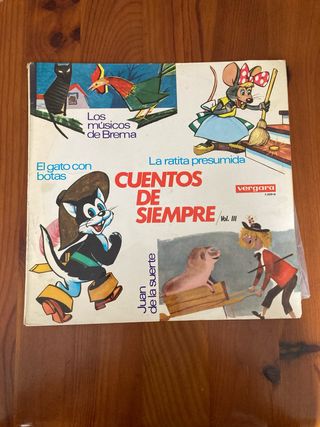 Los
músicos
de Brema
La ratita presumida
El gato con
botas
CUENTOS
DE
SIEMPRE / Vol. III
vergara
Juan
de la suerte